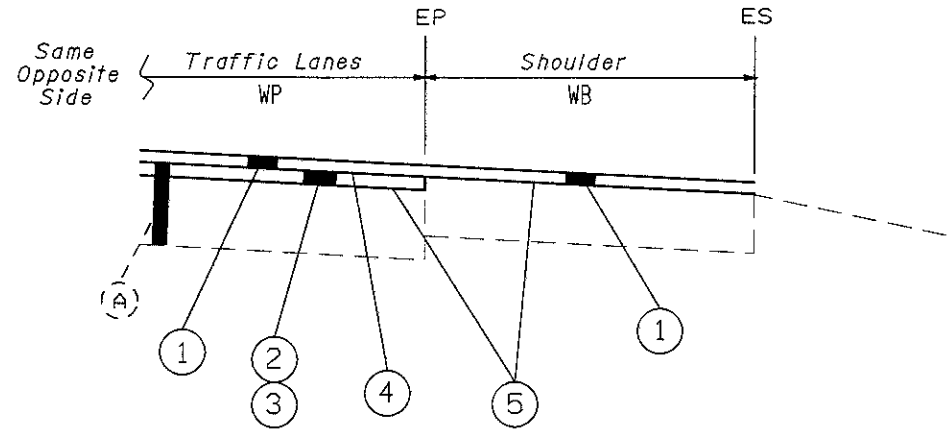 EP
ES
Same
Opposite
Side
Traffic Lanes
Shoulder
WP
WB
A
1
2
3
4
5
1